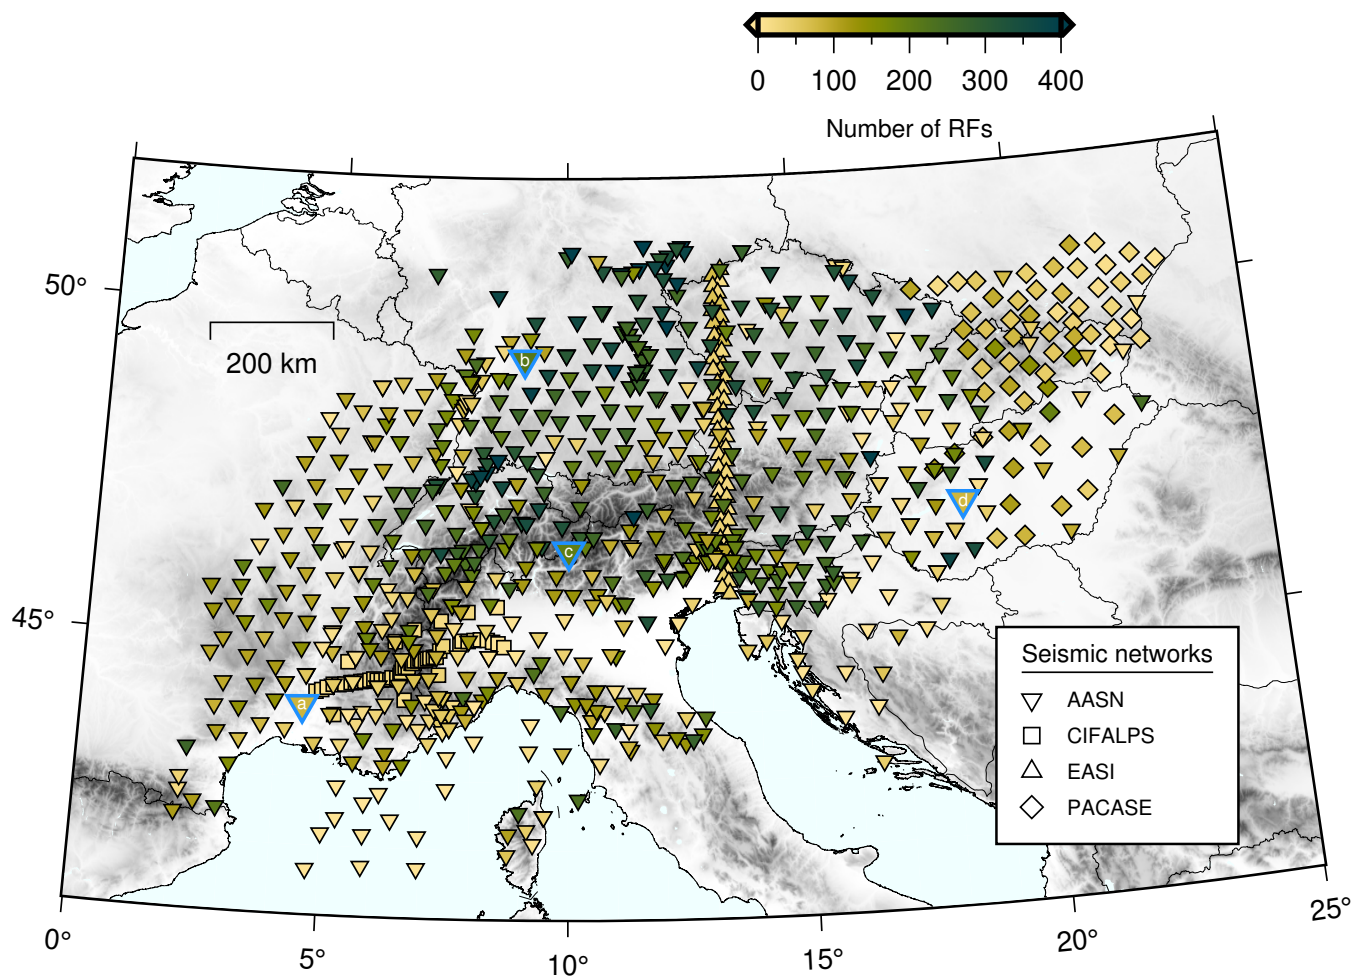 0 100 200 300 400
Number of RFs
50°
200 km
b
d
c
45°
a
Seismic networks
AASN
CIFALPS
EASI
PACASE
0°
5°
10°
15°
20°
25°